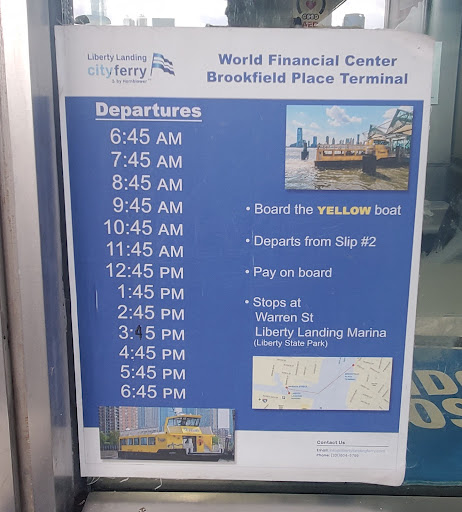 Liberty Landing
cityferry
World Financial Center
Brookfield Place Terminal
Departures
6:45 AM
7:45 AM
8:45 AM
9:45 AM
10:45 AM
11:45 AM
12:45 PM
1:45 PM
2:45 PM
3:45 PM
4:45 PM
5:45 PM
6:45 PM
• Board the YELLOW boat
• Departs from Slip #2
• Pay on board
• Stops at
Warren St
Liberty Landing Marina
(Liberty State Park)
Contact Us